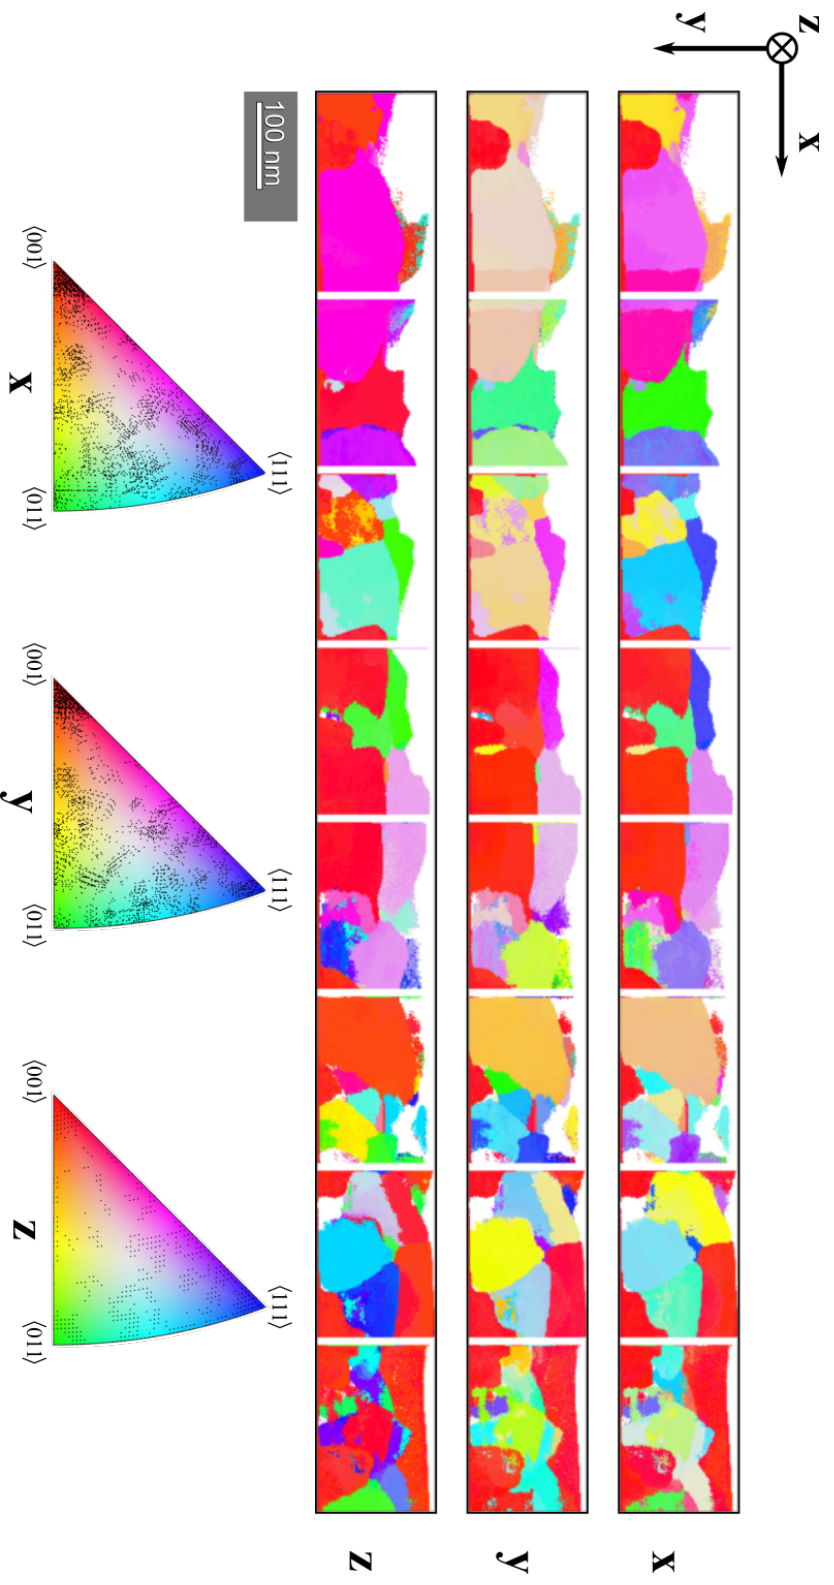 z x
y
x
y
z
100 nm
⟨111⟩ ⟨111⟩ ⟨111⟩
⟨001⟩ x ⟨011⟩ ⟨001⟩ y ⟨011⟩ ⟨001⟩ z ⟨011⟩